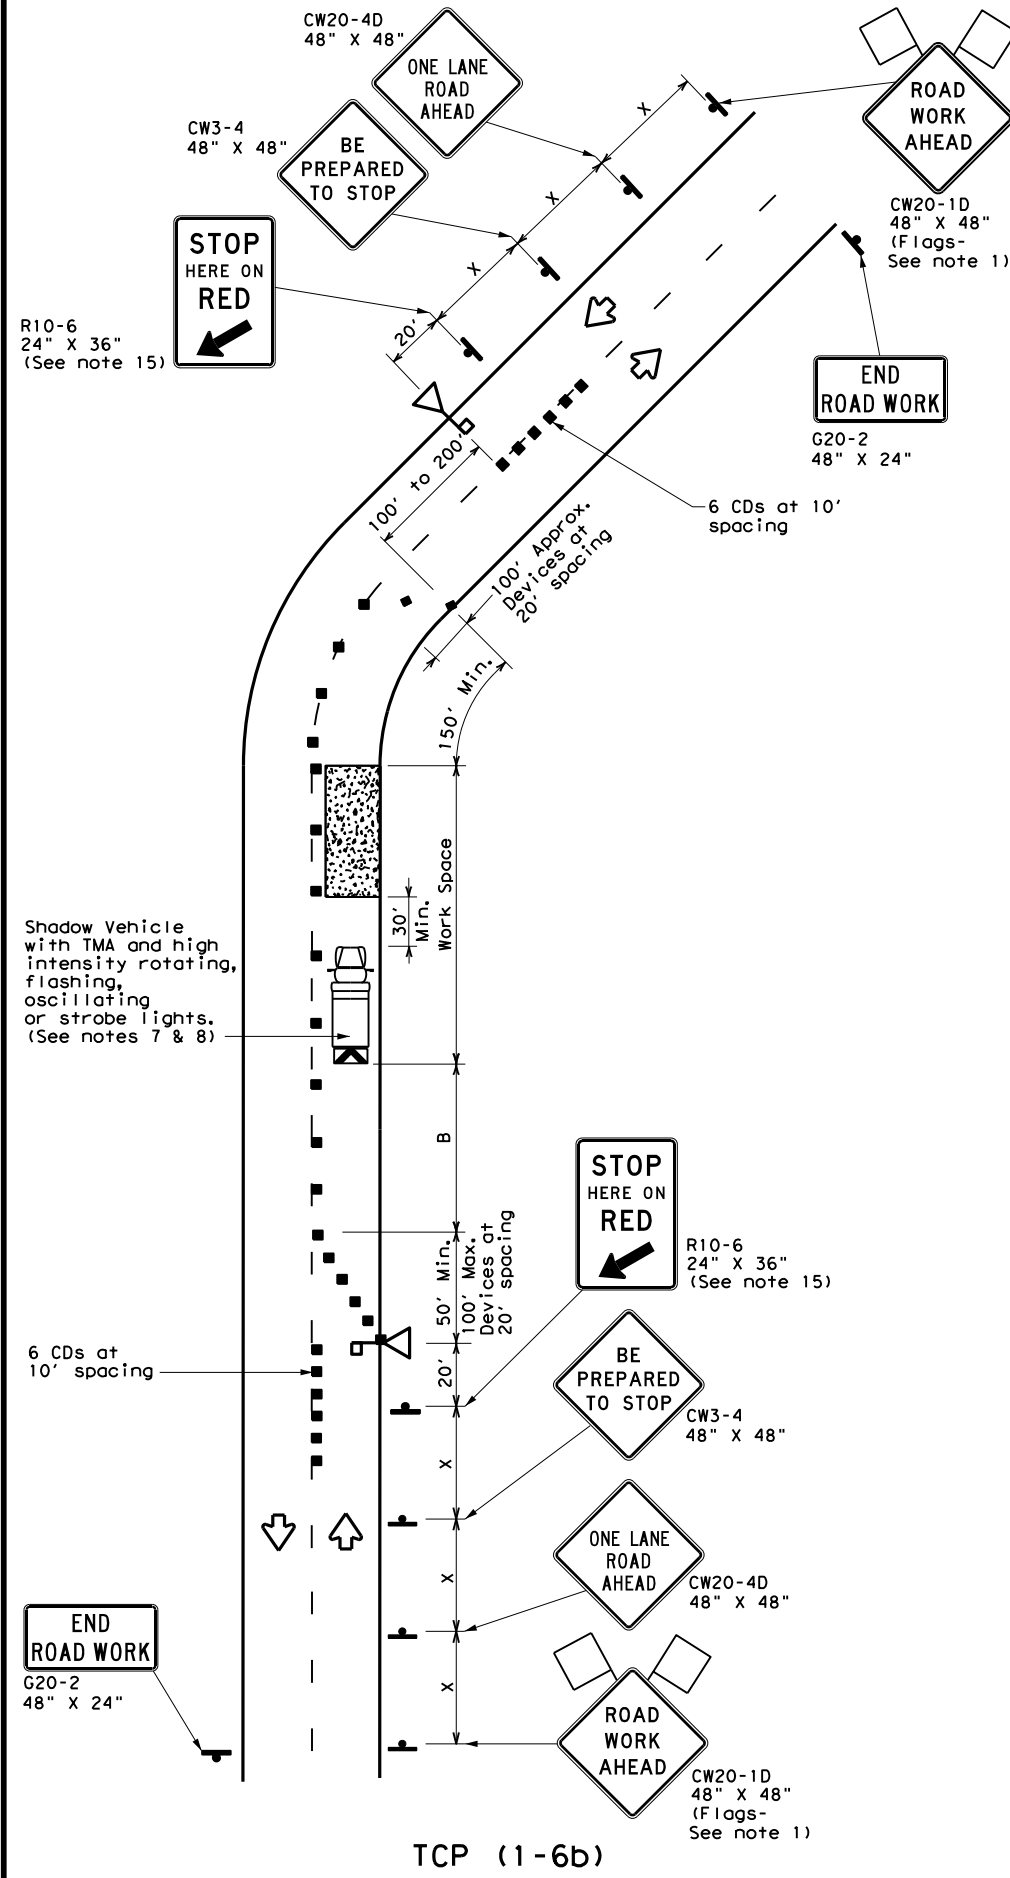 CW20-4D
48" X 48"
ONE LANE
ROAD
AHEAD
ROAD
WORK
AHEAD
CW20-1D
48" X 48"
(Flags-
See note 1)
CW3-4
48" X 48"
BE
PREPARED
TO STOP
X
X
X
20'
STOP
HERE ON
RED
R10-6
24" X 36"
(See note 15)
END
ROAD WORK
G20-2
48" X 24"
100' to 200'
6 CDs at 10'
spacing
100' Approx.
Devices at
20' spacing
150' Min.
Work Space
30'
Min.
Shadow Vehicle
with TMA and high
intensity rotating,
flashing,
oscillating
or strobe lights.
(See notes 7 & 8)
B
50' Min.
100' Max.
Devices at
20' spacing
STOP
HERE ON
RED
R10-6
24" X 36"
(See note 15)
6 CDs at
10' spacing
20'
BE
PREPARED
TO STOP
CW3-4
48" X 48"
X
ONE LANE
ROAD
AHEAD
CW20-4D
48" X 48"
X
END
ROAD WORK
G20-2
48" X 24"
X
ROAD
WORK
AHEAD
CW20-1D
48" X 48"
(Flags-
See note 1)
TCP (1-6b)